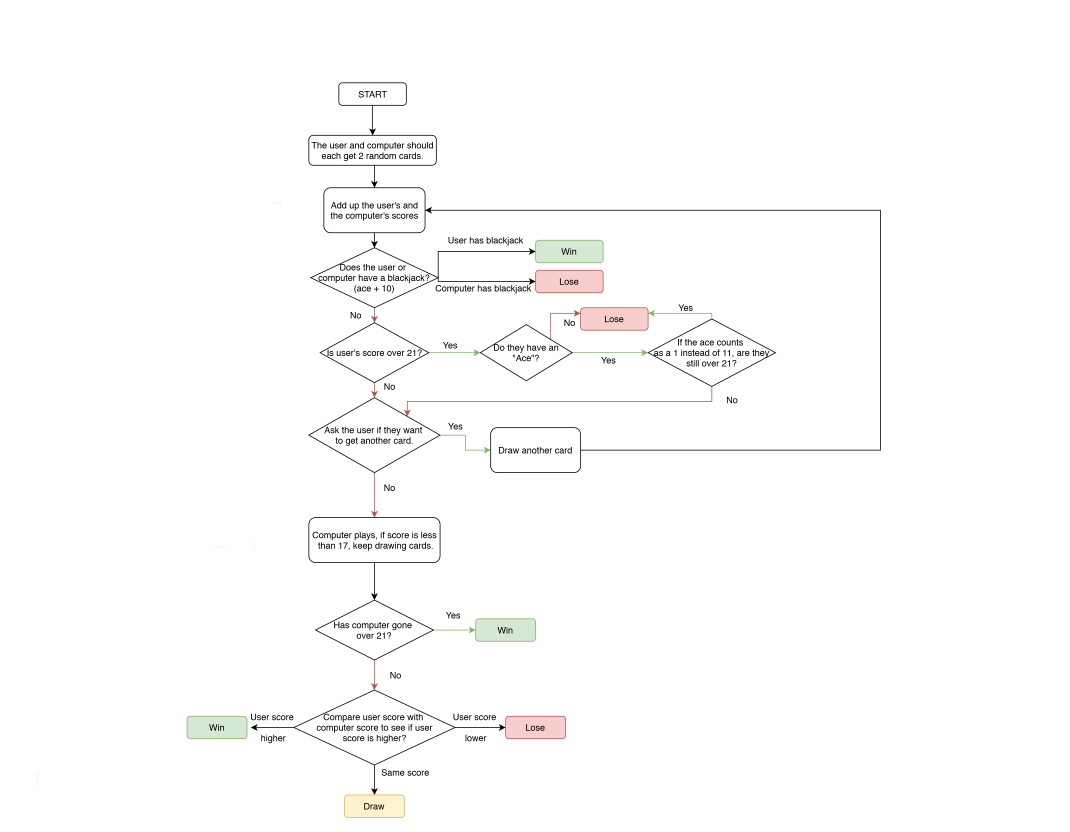 START
The user and computer should
each get 2 random cards.
Add up the user's and
the computer's scores
User has blackjack
Win
Does the user or
computer have a blackjack?
(ace + 10)
Lose
Computer has blackjack
No
Lose
No
Yes
Is user's score over 21?
Yes
Do they have an
"Ace"?
Yes
If the ace counts
as a 1 instead of 11, are they
still over 21?
No
No
Ask the user if they want
to get another card.
Yes
Draw another card
No
Computer plays, if score is less
than 17, keep drawing cards.
Has computer gone
over 21?
Yes
Win
No
Win
User score
higher
Compare user score with
computer score to see if user
score is higher?
User score
lower
Lose
Same score
Draw